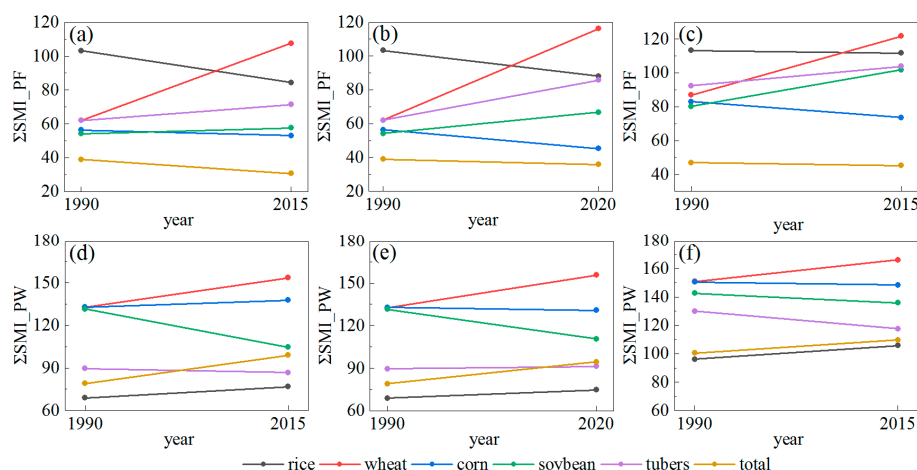 (a) (b) (c)
120 120 120
100 100 100
80 80 80
60 60 60
40 40 40
20 20
ΣSMI_PF ΣSMI_PF ΣSMI_PF
1990 2015 1990 2020 1990 2015
year year year
(d) (e) (f)
180 180 180
160
150 150 140
120 120 120
100
90 90 80
60 60 60
ΣSMI_PW ΣSMI_PW ΣSMI_PW
1990 2015 1990 2020 1990 2015
year year year
rice wheat corn sovbean tubers total